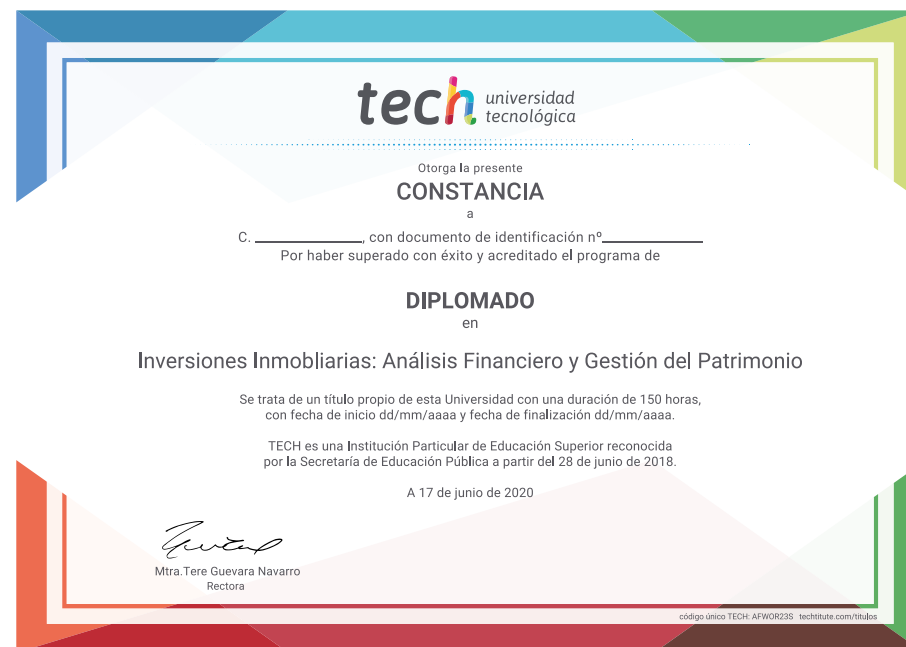 tech universidad
tecnológica
Otorga la presente
CONSTANCIA
a
C. ____________, con documento de identificación nº____________
Por haber superado con éxito y acreditado el programa de
DIPLOMADO
en
Inversiones Inmobliarias: Análisis Financiero y Gestión del Patrimonio
Se trata de un título propio de esta Universidad con una duración de 150 horas,
con fecha de inicio dd/mm/aaaa y fecha de finalización dd/mm/aaaa.
TECH es una Institución Particular de Educación Superior reconocida
por la Secretaría de Educación Pública a partir del 28 de junio de 2018.
A 17 de junio de 2020
Mtra.Tere Guevara Navarro
Rectora
código único TECH: AFWOR23S techtitute.com/titulos